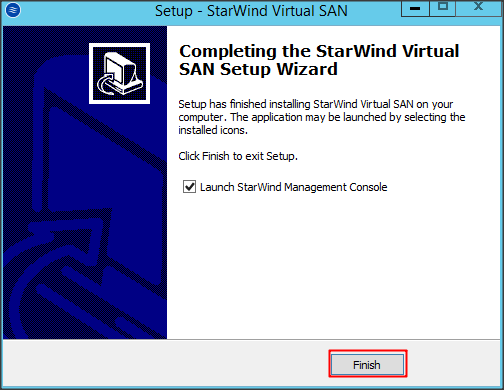 Setup - StarWind Virtual SAN
Completing the StarWind Virtual
SAN Setup Wizard
Setup has finished installing StarWind Virtual SAN on your
computer. The application may be launched by selecting the
installed icons.
Click Finish to exit Setup.
Launch StarWind Management Console
Finish